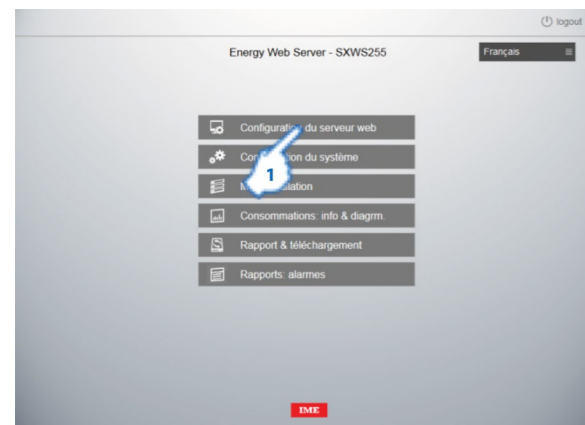 logout
Energy Web Server - SXWS255
Français
Configuration du serveur web
du système
1
Consommations: info & diagrm.
Rapport & téléchargement
Rapports: alarmes
IME